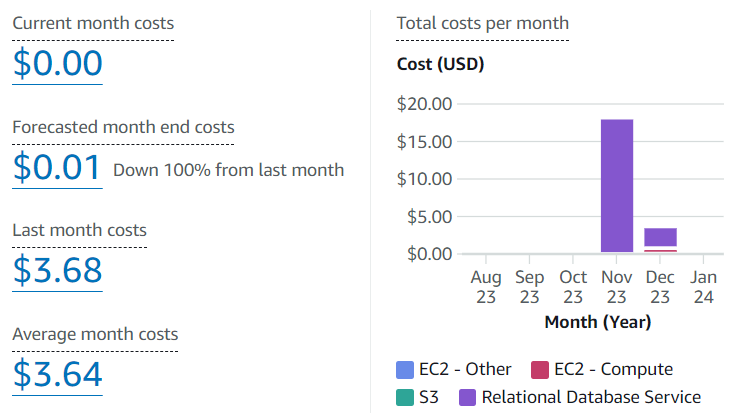 Current month costs
$0.00
Forecasted month end costs
$0.01 Down 100% from last month
Last month costs
$3.68
Average month costs
$3.64
Total costs per month
Cost (USD)
$20.00
$15.00
$10.00
$5.00
$0.00
Aug Sep Oct Nov Dec Jan
23 23 23 23 23 24
Month (Year)
EC2 - Other EC2 - Compute
S3 Relational Database Service